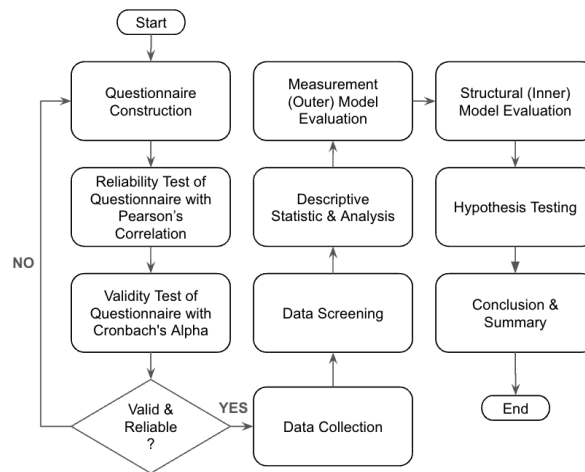 Start
Questionnaire
Construction
Reliability Test of
Questionnaire with
Pearson's
Correlation
Validity Test of
Questionnaire with
Cronbach's Alpha
Valid &
Reliable
?
NO
YES
Data Collection
Data Screening
Descriptive
Statistic & Analysis
Measurement
(Outer) Model
Evaluation
Structural (Inner)
Model Evaluation
Hypothesis Testing
Conclusion &
Summary
End